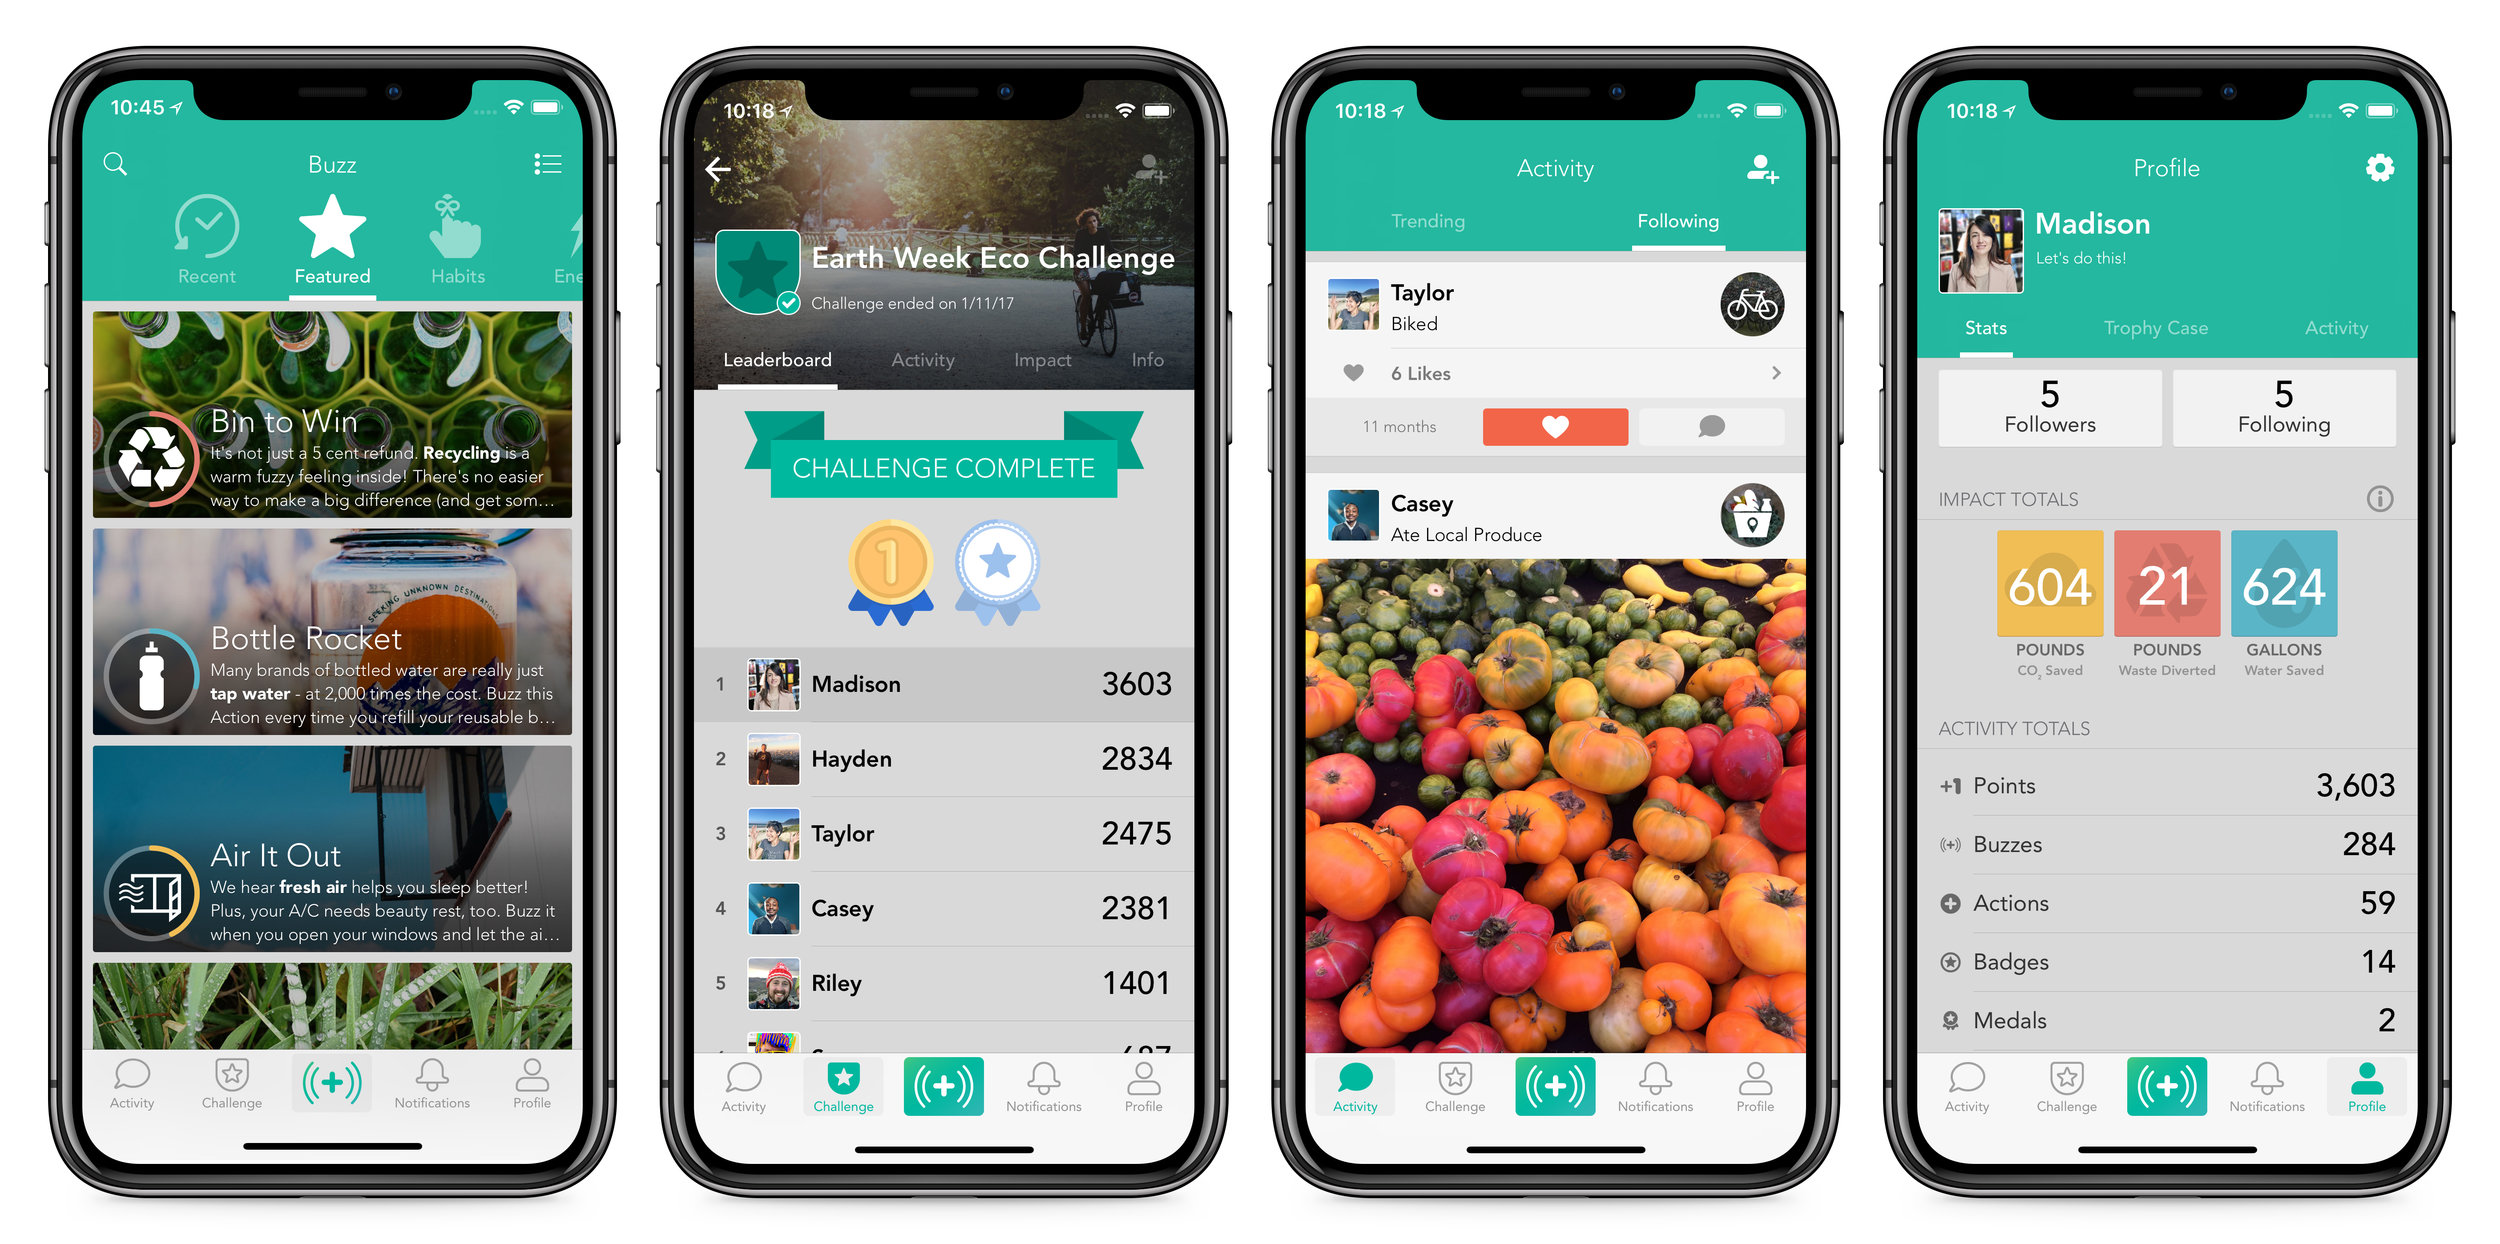 10:45
Buzz
Recent
Featured
Habits
Ene
Bin to Win
It's not just a 5 cent refund. Recycling is a
warm fuzzy feeling inside! There's no easier
way to make a big difference (and get som...
SEEKING UNKNOWN DESTINATIONS
Bottle Rocket
Many brands of bottled water are really just
tap water - at 2,000 times the cost. Buzz this
Action every time you refill your reusable b...
Air It Out
We hear fresh air helps you sleep better!
Plus, your A/C needs beauty rest, too. Buzz it
when you open your windows and let the ai...
Activity
Challenge
Notifications
Profile
10:18
Earth Week Eco Challenge
Challenge ended on 1/11/17
Leaderboard
Activity
Impact
Info
CHALLENGE COMPLETE
1
1 Madison 3603
2 Hayden 2834
3 Taylor 2475
4 Casey 2381
5 Riley 1401
Activity
Challenge
Notifications
Profile
10:18
Activity
Trending
Following
Taylor
Biked
6 Likes
11 months
Casey
Ate Local Produce
Activity
Challenge
Notifications
Profile
10:18
Profile
Madison
Let's do this!
Stats
Trophy Case
Activity
5
Followers
5
Following
IMPACT TOTALS
604
POUNDS
CO₂ Saved
21
POUNDS
Waste Diverted
624
GALLONS
Water Saved
ACTIVITY TOTALS
+1 Points 3,603
Buzzes 284
Actions 59
Badges 14
Medals 2
Activity
Challenge
Notifications
Profile